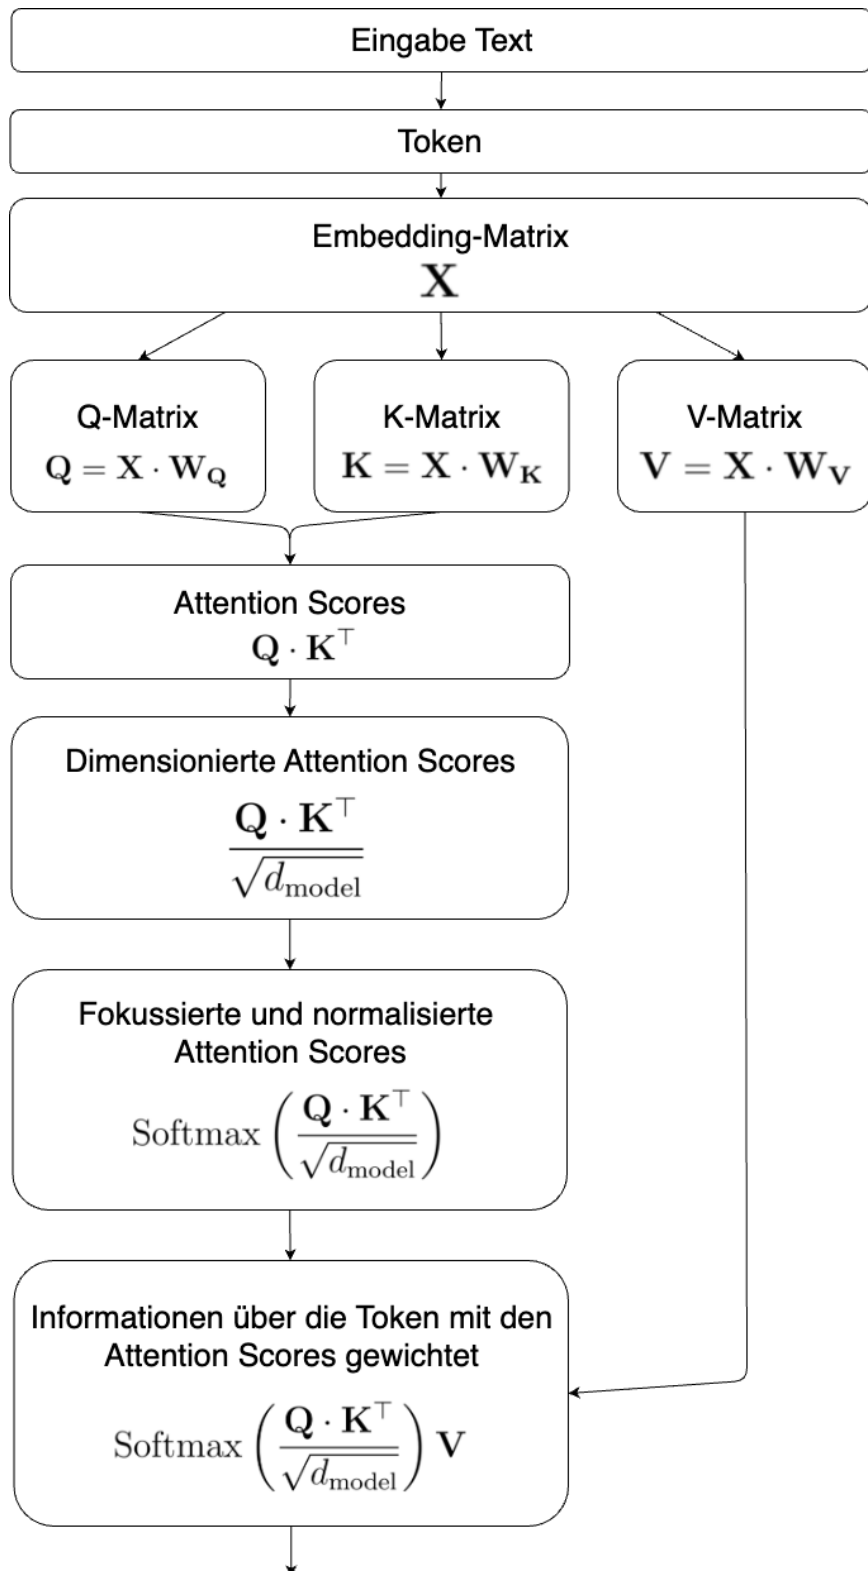 Eingabe Text
Token
Embedding-Matrix
X
Q-Matrix
Q = X · W_Q
K-Matrix
K = X · W_K
V-Matrix
V = X · W_V
Attention Scores
Q · K^⊤
Dimensionierte Attention Scores
Q · K^⊤
√d_model
Fokussierte und normalisierte
Attention Scores
Softmax (Q · K^⊤ / √d_model)
Informationen über die Token mit den
Attention Scores gewichtet
Softmax (Q · K^⊤ / √d_model) V